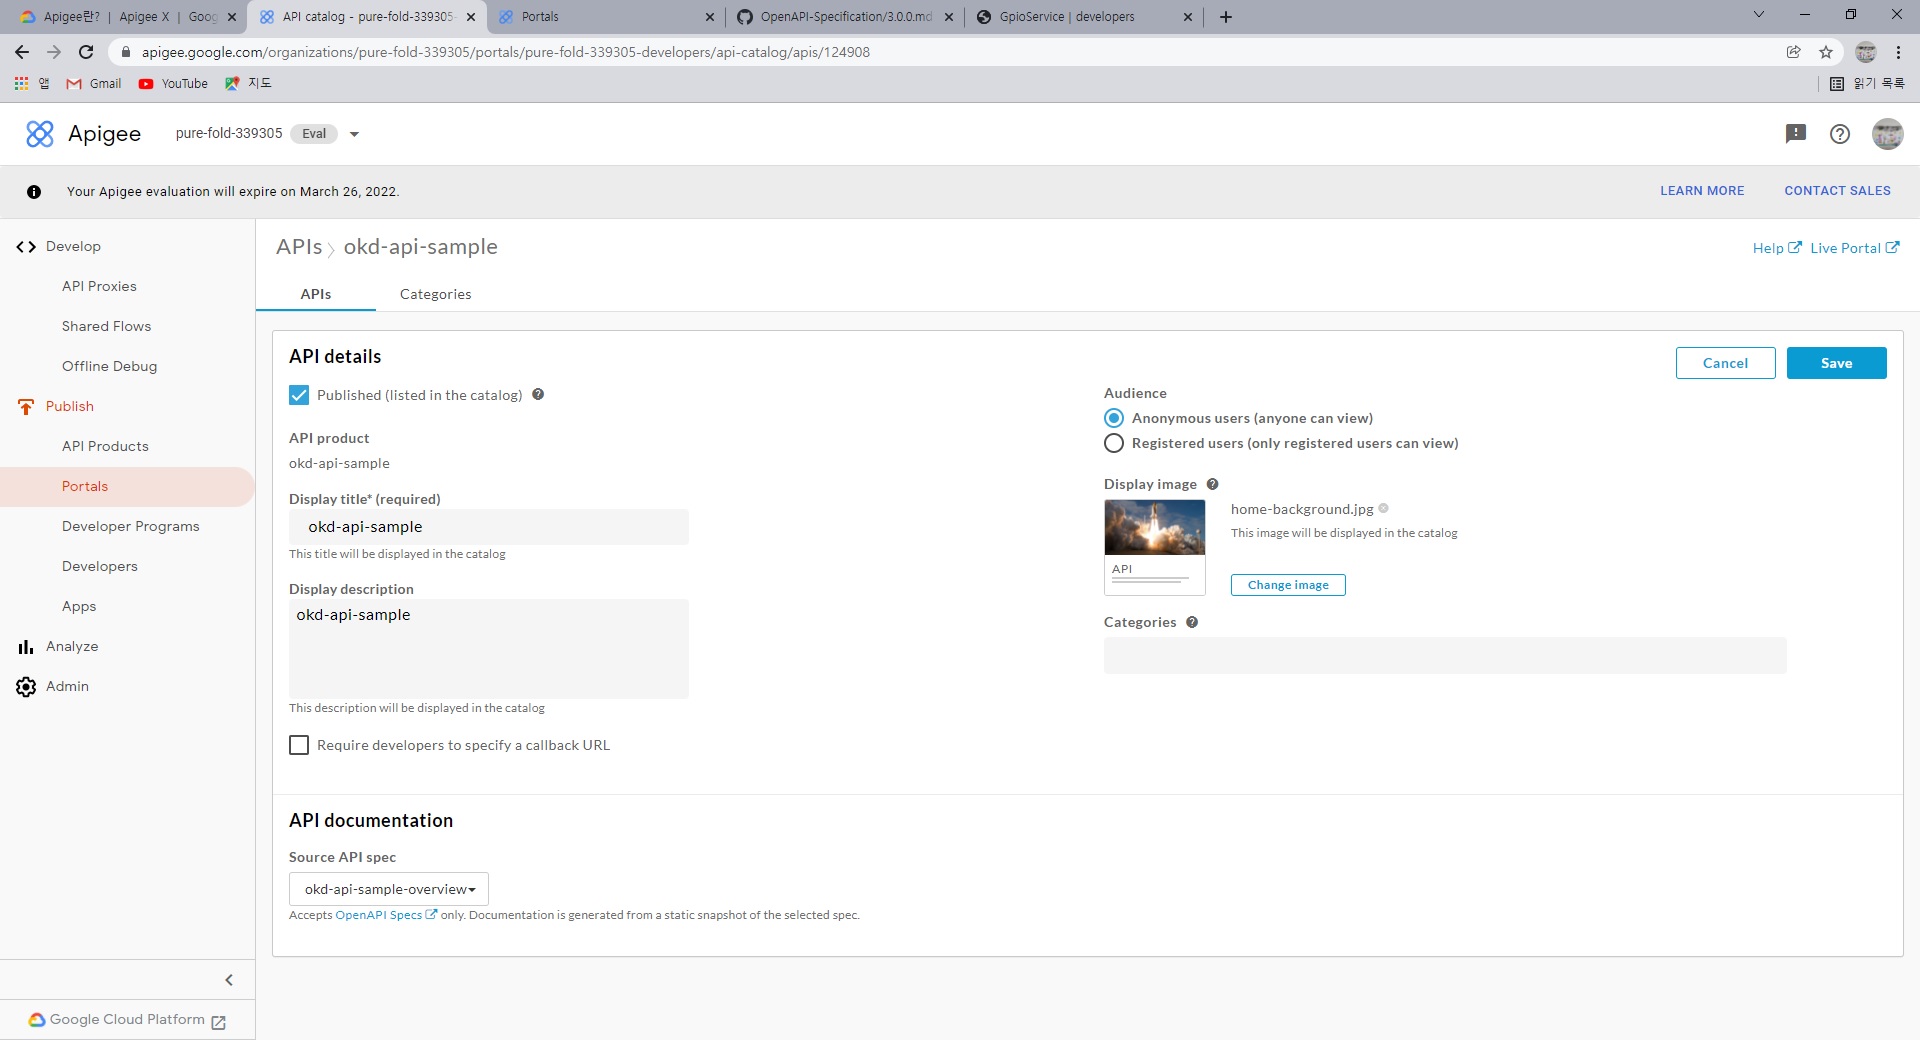 Apigee란? | Apigee X | Goog
API catalog - pure-fold-339305-
Portals
OpenAPI-Specification/3.0.0.md
GpioService | developers
apigee.google.com/organizations/pure-fold-339305/portals/pure-fold-339305-developers/api-catalog/apis/124908
앱
Gmail
YouTube
지도
읽기 목록
Apigee
pure-fold-339305
Eval
Your Apigee evaluation will expire on March 26, 2022.
LEARN MORE
CONTACT SALES
Develop
API Proxies
Shared Flows
Offline Debug
Publish
API Products
Portals
Developer Programs
Developers
Apps
Analyze
Admin
Google Cloud Platform
APIs > okd-api-sample
Help
Live Portal
APIs
Categories
API details
Cancel
Save
Published (listed in the catalog)
API product
okd-api-sample
Display title* (required)
okd-api-sample
This title will be displayed in the catalog
Display description
okd-api-sample
This description will be displayed in the catalog
Require developers to specify a callback URL
Audience
Anonymous users (anyone can view)
Registered users (only registered users can view)
Display image
home-background.jpg
This image will be displayed in the catalog
API
Change image
Categories
API documentation
Source API spec
okd-api-sample-overview
Accepts OpenAPI Specs only. Documentation is generated from a static snapshot of the selected spec.